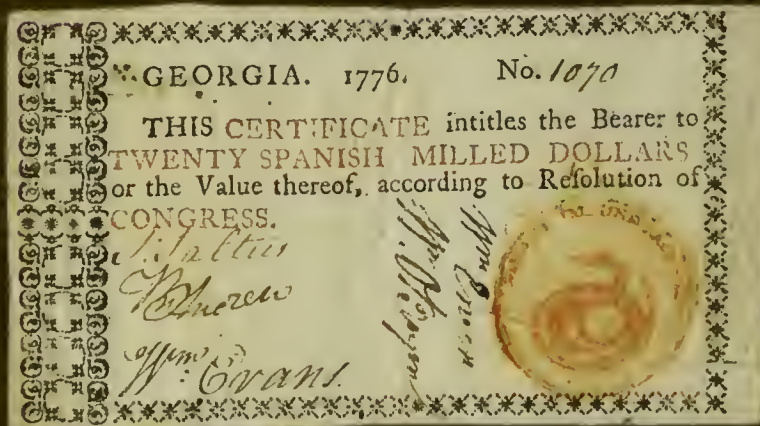 GEORGIA. 1776. No. 1070
THIS CERTIFICATE intitles the Bearer to
TWENTY SPANISH MILLED DOLLARS
or the Value thereof, according to Reſolution of
CONGRESS.
Wm. Evans.